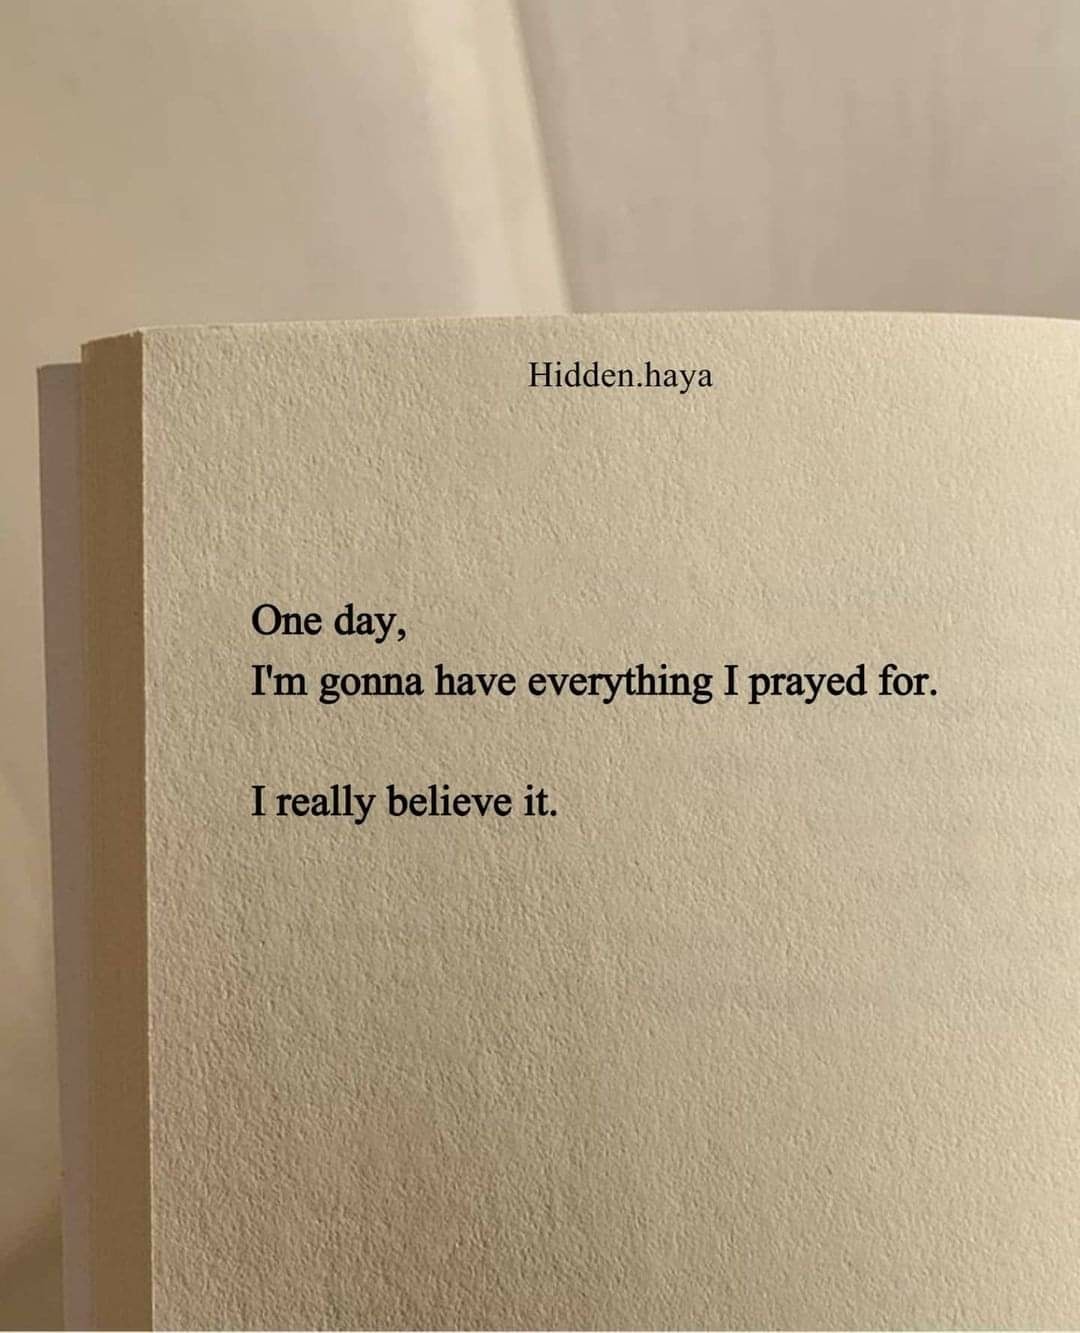 Hidden.haya
One day,
I'm gonna have everything I prayed for.
I really believe it.